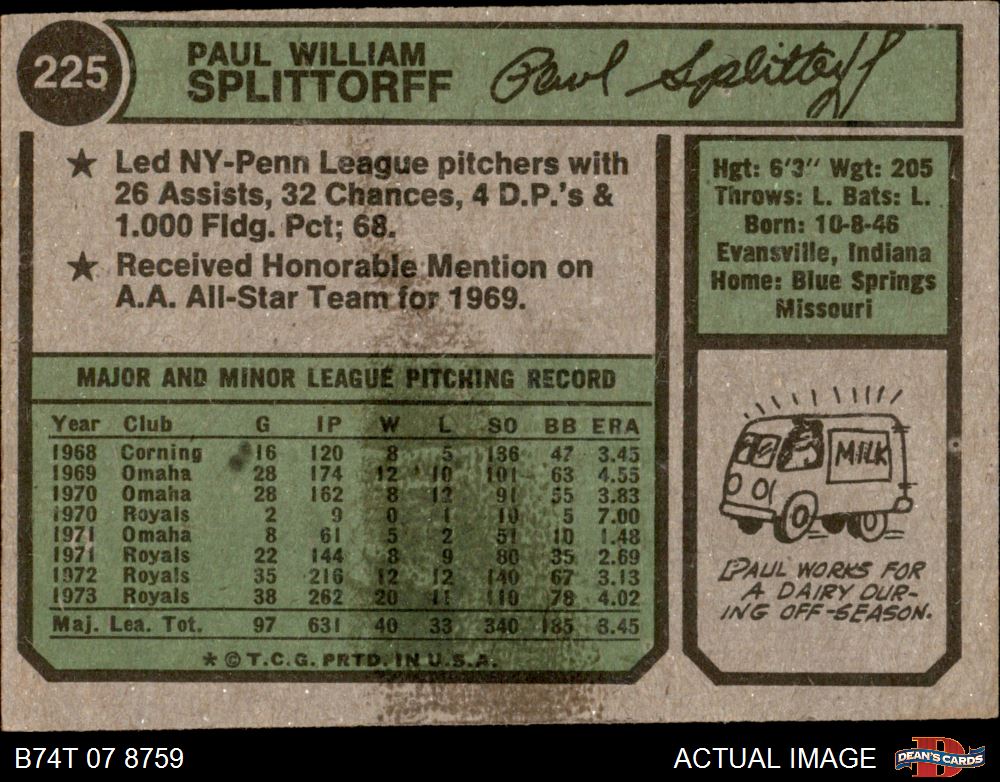 225
PAUL WILLIAM
SPLITTORFF
Paul Splittorff
★ Led NY-Penn League pitchers with
26 Assists, 32 Chances, 4 D.P.'s &
1.000 Fldg. Pct; 68.
★ Received Honorable Mention on
A.A. All-Star Team for 1969.
Hgt: 6'3" Wgt: 205
Throws: L. Bats: L.
Born: 10-8-46
Evansville, Indiana
Home: Blue Springs
Missouri
MAJOR AND MINOR LEAGUE PITCHING RECORD
Year Club G IP W L SO BB ERA
1968 Corning 16 120 8 5 136 47 3.45
1969 Omaha 28 174 12 10 101 63 4.55
1970 Omaha 28 162 8 12 91 55 3.83
1970 Royals 2 9 0 1 10 5 7.00
1971 Omaha 8 61 5 2 51 10 1.48
1971 Royals 22 144 8 9 80 35 2.69
1972 Royals 35 216 12 12 140 67 3.13
1973 Royals 38 262 20 11 110 78 4.02
Maj. Lea. Tot. 97 631 40 33 340 185 3.45
★ © T.C.G. PRTD. IN U.S.A.
MILK
PAUL WORKS FOR
A DAIRY DUR-
ING OFF-SEASON.
B74T 07 8759
ACTUAL IMAGE
DEAN'S CARDS